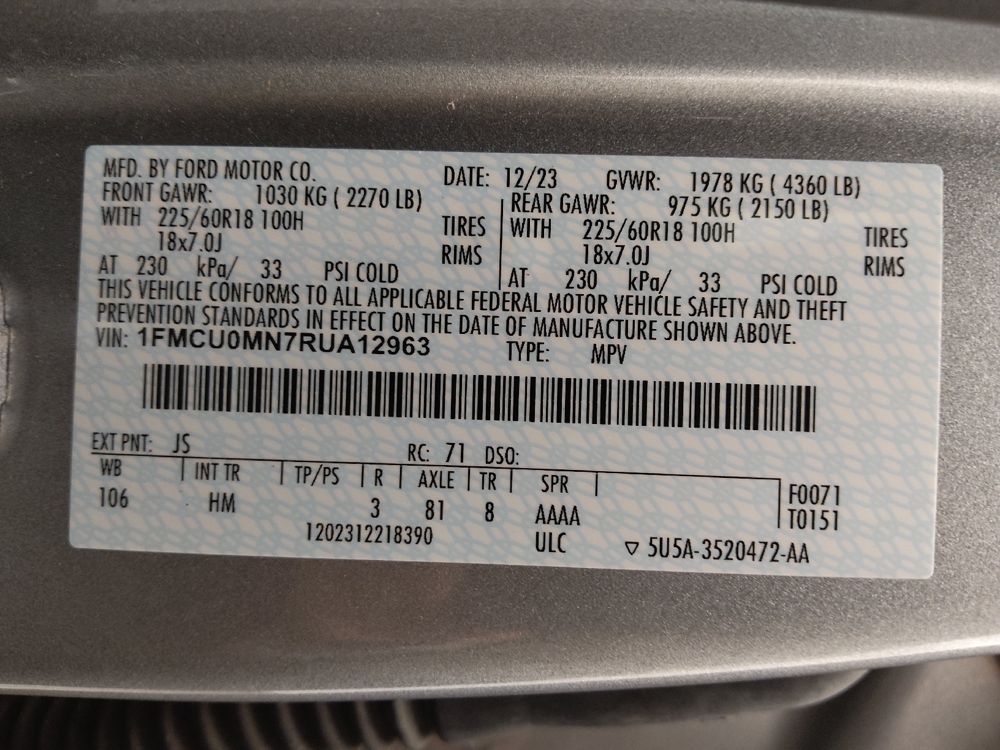 MFD. BY FORD MOTOR CO. DATE: 12/23 GVWR: 1978 KG ( 4360 LB)
FRONT GAWR: 1030 KG ( 2270 LB) REAR GAWR: 975 KG ( 2150 LB)
WITH 225/60R18 100H TIRES WITH 225/60R18 100H TIRES
18x7.0J RIMS 18x7.0J RIMS
AT 230 kPa/ 33 PSI COLD AT 230 kPa/ 33 PSI COLD
THIS VEHICLE CONFORMS TO ALL APPLICABLE FEDERAL MOTOR VEHICLE SAFETY AND THEFT
PREVENTION STANDARDS IN EFFECT ON THE DATE OF MANUFACTURE SHOWN ABOVE.
VIN: 1FMCU0MN7RUA12963 TYPE: MPV
EXT PNT: JS RC: 71 DSO:
WB INT TR TP/PS R AXLE TR SPR F0071
106 HM 3 81 8 AAAA T0151
1202312218390 ULC ▽ 5U5A-3520472-AA